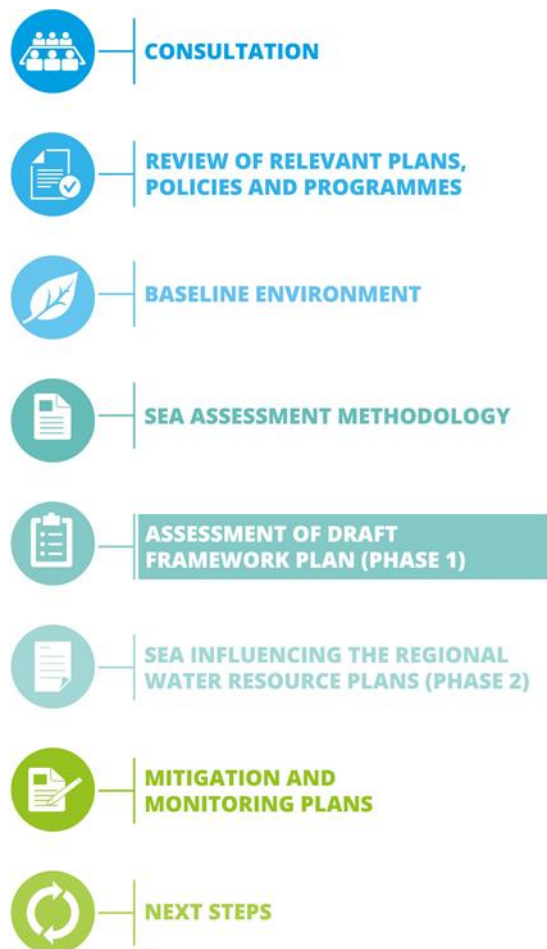 CONSULTATION
REVIEW OF RELEVANT PLANS,
POLICIES AND PROGRAMMES
BASELINE ENVIRONMENT
SEA ASSESSMENT METHODOLOGY
ASSESSMENT OF DRAFT
FRAMEWORK PLAN (PHASE 1)
SEA INFLUENCING THE REGIONAL
WATER RESOURCE PLANS (PHASE 2)
MITIGATION AND
MONITORING PLANS
NEXT STEPS